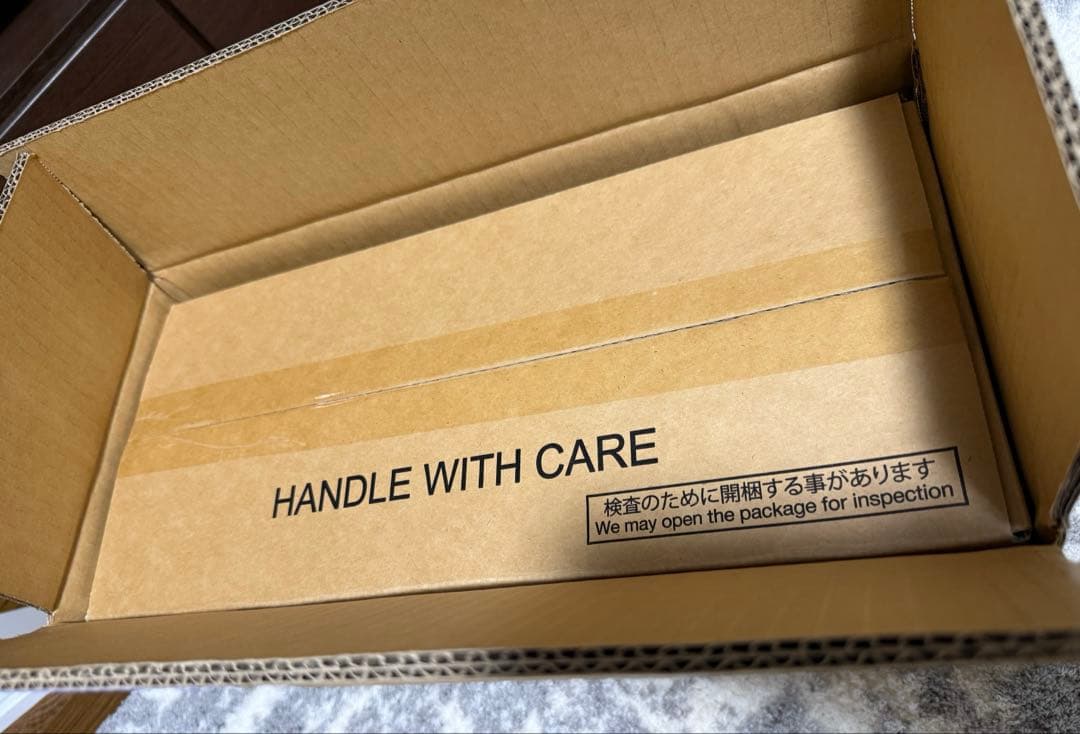 HANDLE WITH CARE
検査のために開梱する事があります
We may open the package for inspection